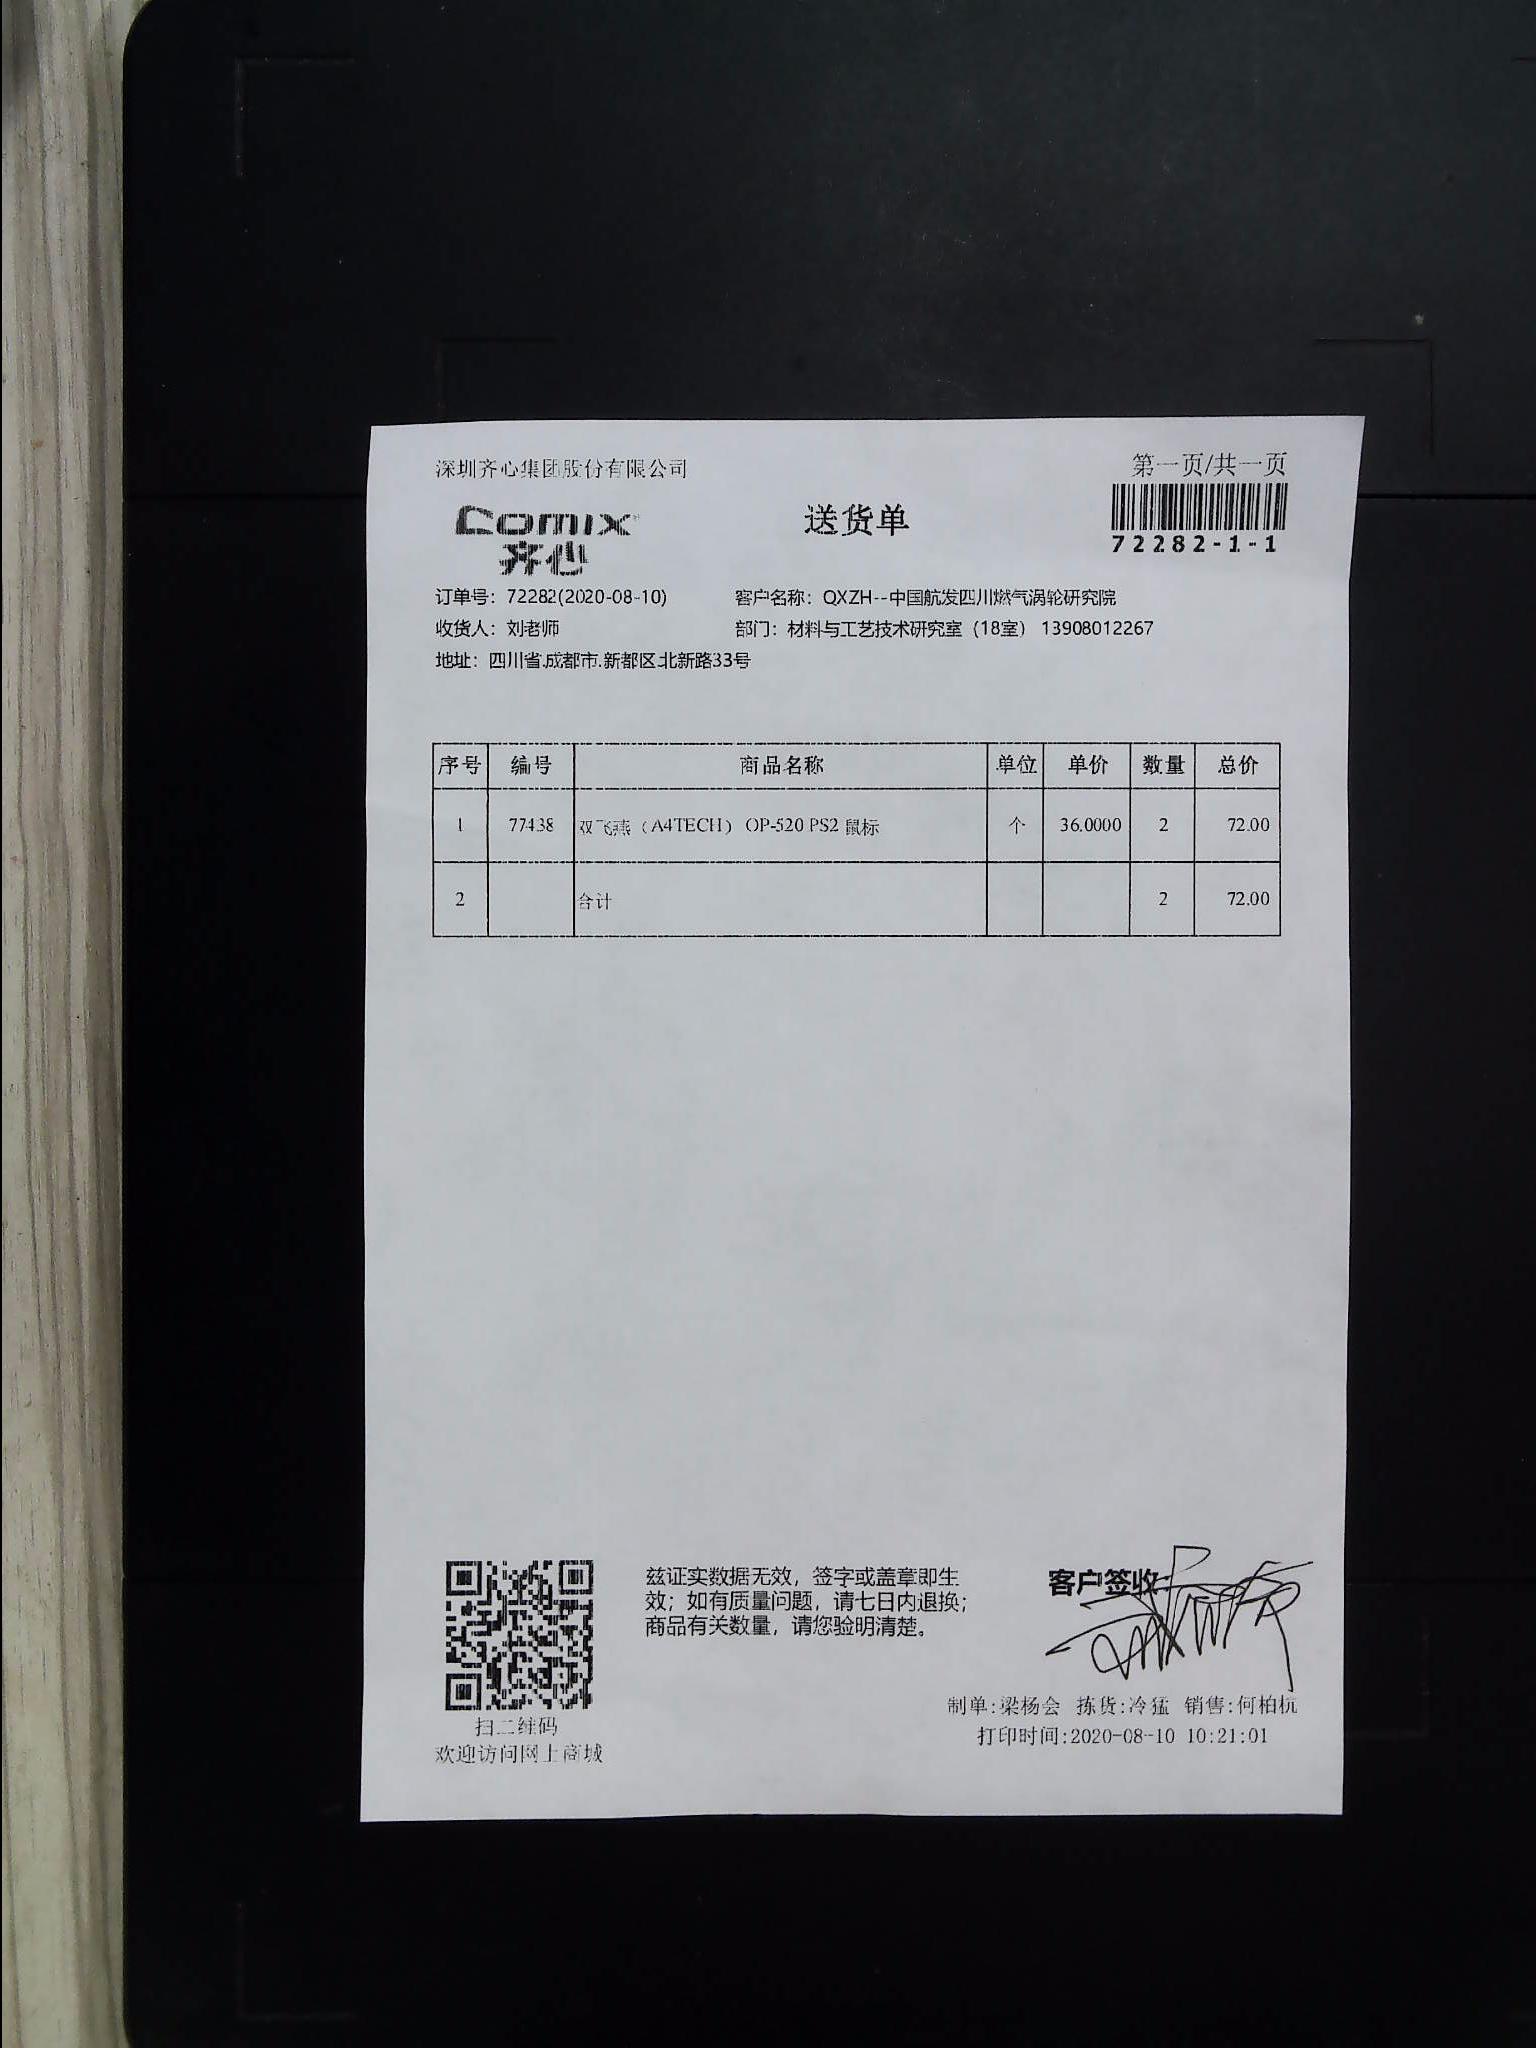 深圳齐心集团股份有限公司
第一页/共一页
Comix
齐心
送货单
72282-1-1
订单号：72282(2020-08-10) 客户名称：QXZH--中国航发四川燃气涡轮研究院
收货人：刘老师 部门：材料与工艺技术研究室（18室） 13908012267
地址：四川省.成都市.新都区.北新路33号
序号 编号 商品名称 单位 单价 数量 总价
1 77438 双飞燕（A4TECH） OP-520 PS2 鼠标 个 36.0000 2 72.00
2 合计 2 72.00
兹证实数据无效，签字或盖章即生
效；如有质量问题，请七日内退换；
商品有关数量，请您验明清楚。
客户签收
扫二维码
欢迎访问网上商城
制单:梁杨会 拣货:冷猛 销售:何柏杭
打印时间:2020-08-10 10:21:01